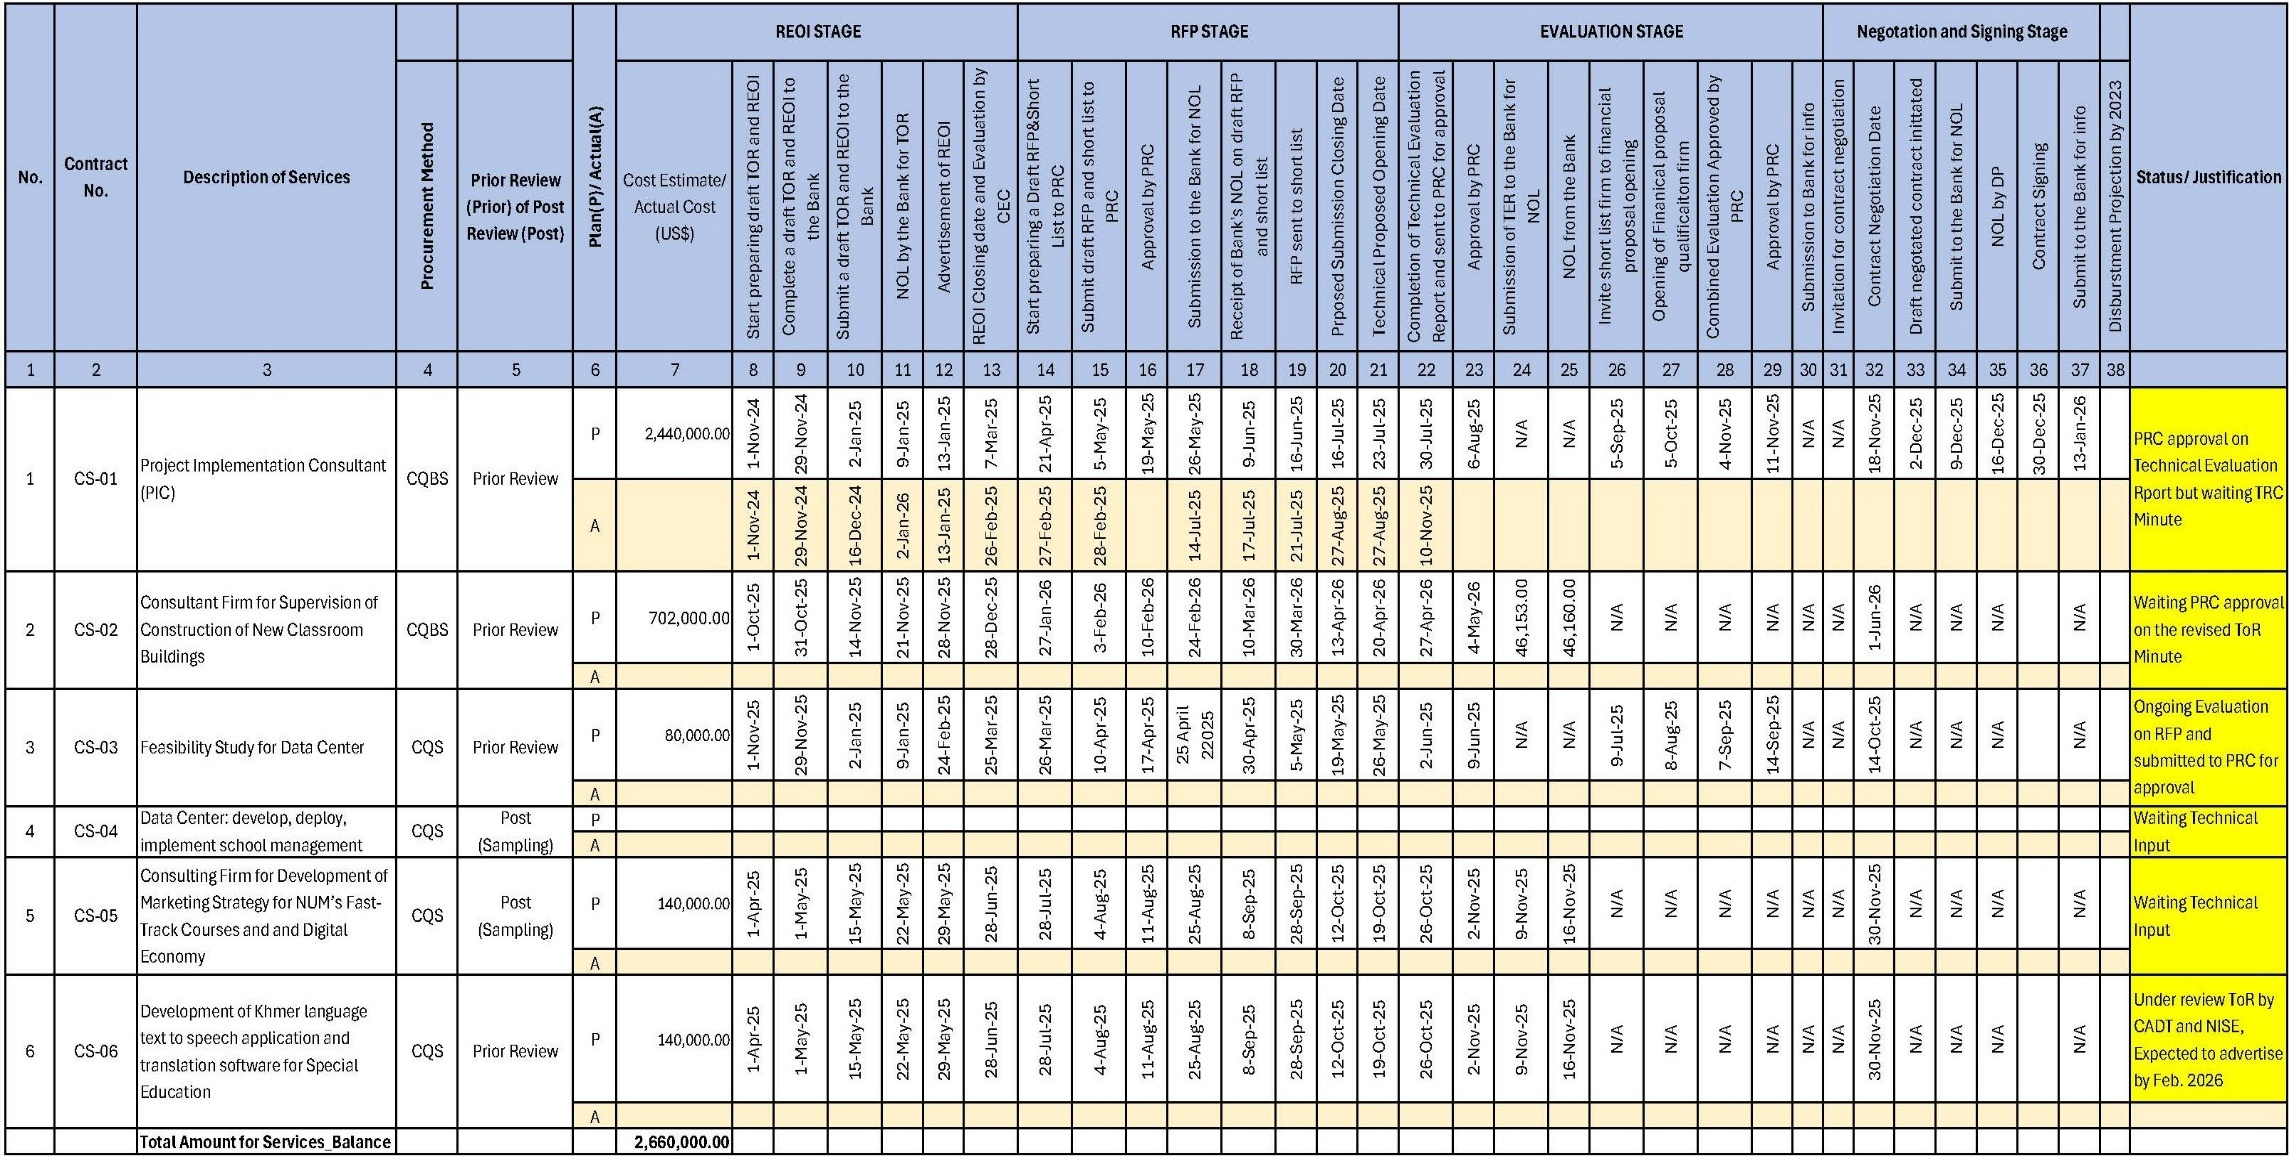 REOI STAGE
RFP STAGE
EVALUATION STAGE
Negotation and Signing Stage
No.
Contract
No.
Description of Services
Procurement Method
Prior Review
(Prior) of Post
Review (Post)
Plan(P)/ Actual(A)
Cost Estimate/
Actual Cost
(US$)
Start preparing draft TOR and REOI
Complete a draft TOR and REOI to
the Bank
Submit a draft TOR and REOI to the
Bank
NOL by the Bank for TOR
Advertisement of REOI
REOI Closing date and Evaluation by
CEC
Start preparing a Draft RFP&Short
List to PRC
Submit draft RFP and short list to
PRC
Approval by PRC
Submission to the Bank for NOL
Receipt of Bank's NOL on draft RFP
and short list
RFP sent to short list
Prposed Submission Closing Date
Technical Proposed Opening Date
Completion of Technical Evaluation
Report and sent to PRC for approval
Approval by PRC
Submission of TER to the Bank for
NOL
NOL from the Bank
Invite short list firm to financial
proposal opening
Opening of Finanical proposal
qualificaiton firm
Combined Evaluation Approved by
PRC
Approval by PRC
Submission to Bank for info
Invitation for contract negotiation
Contract Negotiation Date
Draft negotated contract inittated
Submit to the Bank for NOL
NOL by DP
Contract Signing
Submit to the Bank for info
Disburstment Projection by 2023
Status/ Justification
1 2 3 4 5 6 7 8 9 10 11 12 13 14 15 16 17 18 19 20 21 22 23 24 25 26 27 28 29 30 31 32 33 34 35 36 37 38
1
CS-01
Project Implementation Consultant
(PIC)
CQBS
Prior Review
P
2,440,000.00
1-Nov-24
29-Nov-24
2-Jan-25
9-Jan-25
13-Jan-25
7-Mar-25
21-Apr-25
5-May-25
19-May-25
26-May-25
9-Jun-25
16-Jun-25
16-Jul-25
23-Jul-25
30-Jul-25
6-Aug-25
N/A
N/A
5-Sep-25
5-Oct-25
4-Nov-25
11-Nov-25
N/A
N/A
18-Nov-25
2-Dec-25
9-Dec-25
16-Dec-25
30-Dec-25
13-Jan-26
PRC approval on
Technical Evaluation
Rport but waiting TRC
Minute
A
1-Nov-24
29-Nov-24
16-Dec-24
2-Jan-26
13-Jan-25
26-Feb-25
27-Feb-25
28-Feb-25
14-Jul-25
17-Jul-25
21-Jul-25
27-Aug-25
27-Aug-25
10-Nov-25
2
CS-02
Consultant Firm for Supervision of
Construction of New Classroom
Buildings
CQBS
Prior Review
P
702,000.00
1-Oct-25
31-Oct-25
14-Nov-25
21-Nov-25
28-Nov-25
28-Dec-25
27-Jan-26
3-Feb-26
10-Feb-26
24-Feb-26
10-Mar-26
30-Mar-26
13-Apr-26
20-Apr-26
27-Apr-26
4-May-26
46,153.00
46,160.00
N/A
N/A
N/A
N/A
N/A
N/A
1-Jun-26
N/A
N/A
N/A
N/A
Waiting PRC approval
on the revised ToR
Minute
A
3
CS-03
Feasibility Study for Data Center
CQS
Prior Review
P
80,000.00
1-Nov-25
29-Nov-25
2-Jan-25
9-Jan-25
24-Feb-25
25-Mar-25
26-Mar-25
10-Apr-25
17-Apr-25
25 April
22025
30-Apr-25
5-May-25
19-May-25
26-May-25
2-Jun-25
9-Jun-25
N/A
N/A
9-Jul-25
8-Aug-25
7-Sep-25
14-Sep-25
N/A
N/A
14-Oct-25
N/A
N/A
N/A
N/A
Ongoing Evaluation
on RFP and
submitted to PRC for
approval
A
4
CS-04
Data Center: develop, deploy,
implement school management
CQS
Post
(Sampling)
P
A
Waiting Technical
Input
5
CS-05
Consulting Firm for Development of
Marketing Strategy for NUM's Fast-
Track Courses and and Digital
Economy
CQS
Post
(Sampling)
P
140,000.00
1-Apr-25
1-May-25
15-May-25
22-May-25
29-May-25
28-Jun-25
28-Jul-25
4-Aug-25
11-Aug-25
25-Aug-25
8-Sep-25
28-Sep-25
12-Oct-25
19-Oct-25
26-Oct-25
2-Nov-25
9-Nov-25
16-Nov-25
N/A
N/A
N/A
N/A
N/A
N/A
30-Nov-25
N/A
N/A
N/A
N/A
Waiting Technical
Input
A
6
CS-06
Development of Khmer language
text to speech application and
translation software for Special
Education
CQS
Prior Review
P
140,000.00
1-Apr-25
1-May-25
15-May-25
22-May-25
29-May-25
28-Jun-25
28-Jul-25
4-Aug-25
11-Aug-25
25-Aug-25
8-Sep-25
28-Sep-25
12-Oct-25
19-Oct-25
26-Oct-25
2-Nov-25
9-Nov-25
16-Nov-25
N/A
N/A
N/A
N/A
N/A
N/A
30-Nov-25
N/A
N/A
N/A
N/A
Under review ToR by
CADT and NISE,
Expected to advertise
by Feb. 2026
A
Total Amount for Services_Balance
2,660,000.00